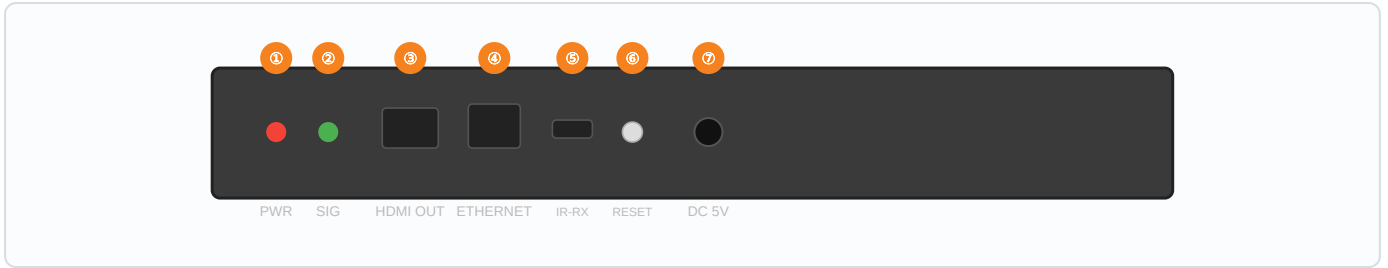 ① ② ③ ④ ⑤ ⑥ ⑦
PWR SIG HDMI OUT ETHERNET IR-RX RESET DC 5V